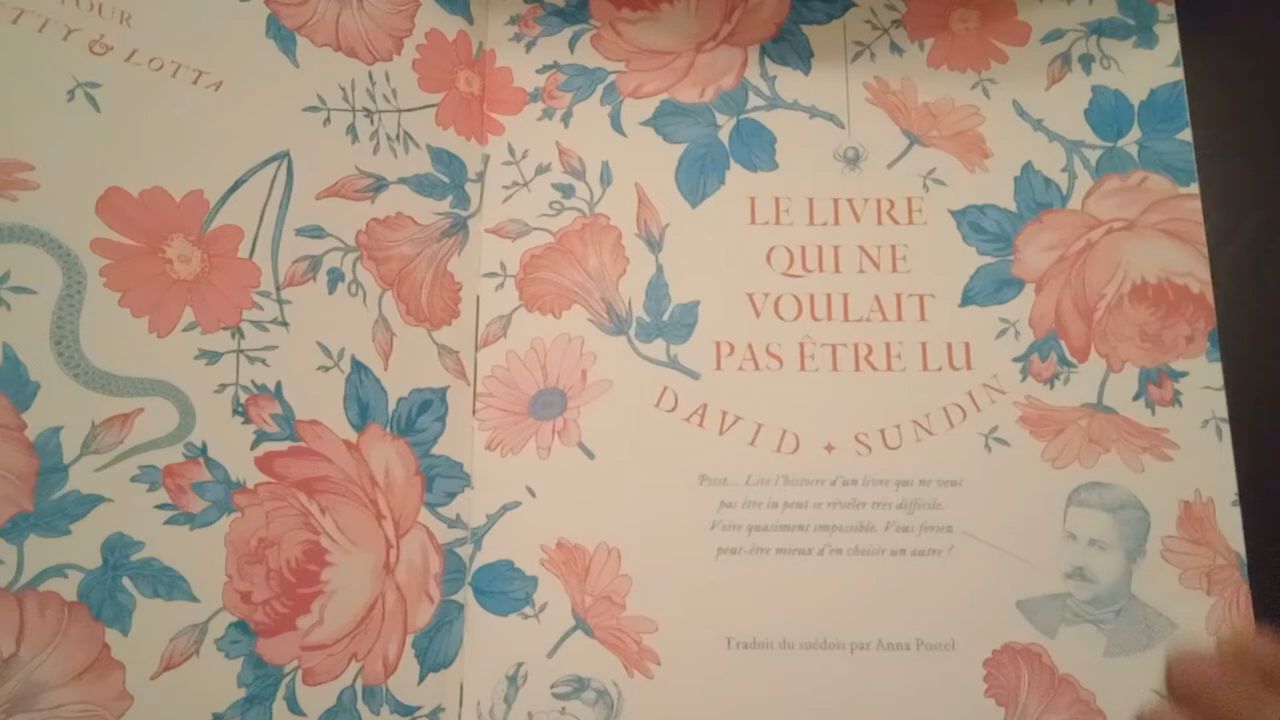 POUR
TTY & LOTTA
LE LIVRE
QUI NE
VOULAIT
PAS ÊTRE LU
DAVID ✦ SUNDIN
Pssst... Lire l'histoire d'un livre qui ne veut
pas être lu peut se révéler très difficile.
Voire quasiment impossible. Vous feriez
peut-être mieux d'en choisir un autre !
Traduit du suédois par Anna Postel